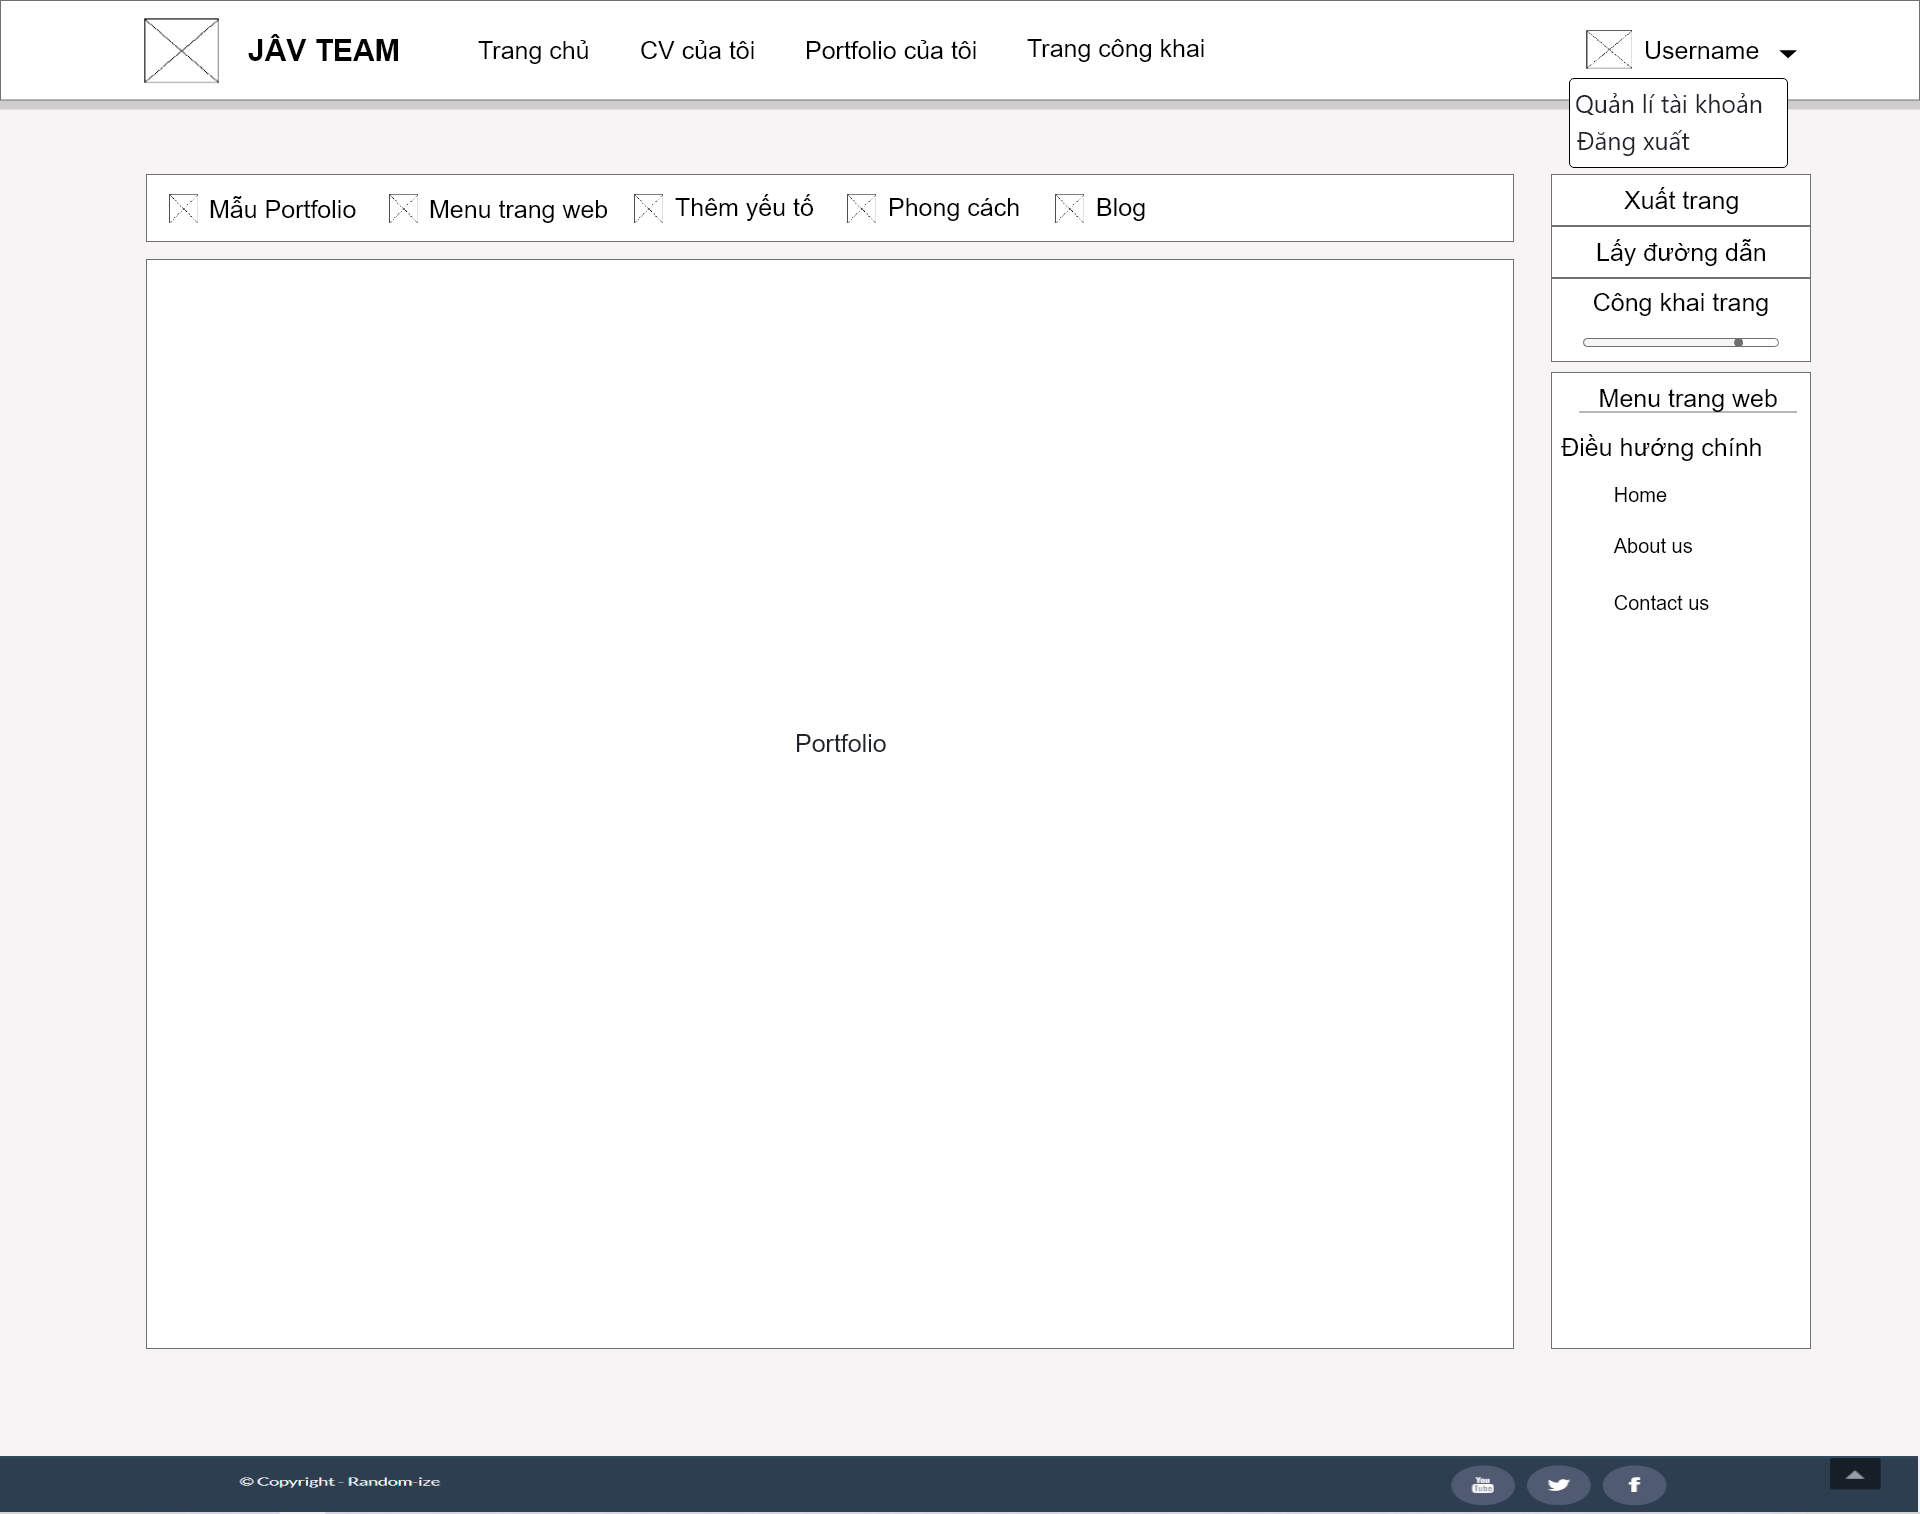 JÂV TEAM
Trang chủ
CV của tôi
Portfolio của tôi
Trang công khai
Username
Quản lí tài khoản
Đăng xuất
Mẫu Portfolio
Menu trang web
Thêm yếu tố
Phong cách
Blog
Xuất trang
Lấy đường dẫn
Công khai trang
Menu trang web
Điều hướng chính
Home
About us
Contact us
Portfolio
© Copyright - Random-ize
You
Tube